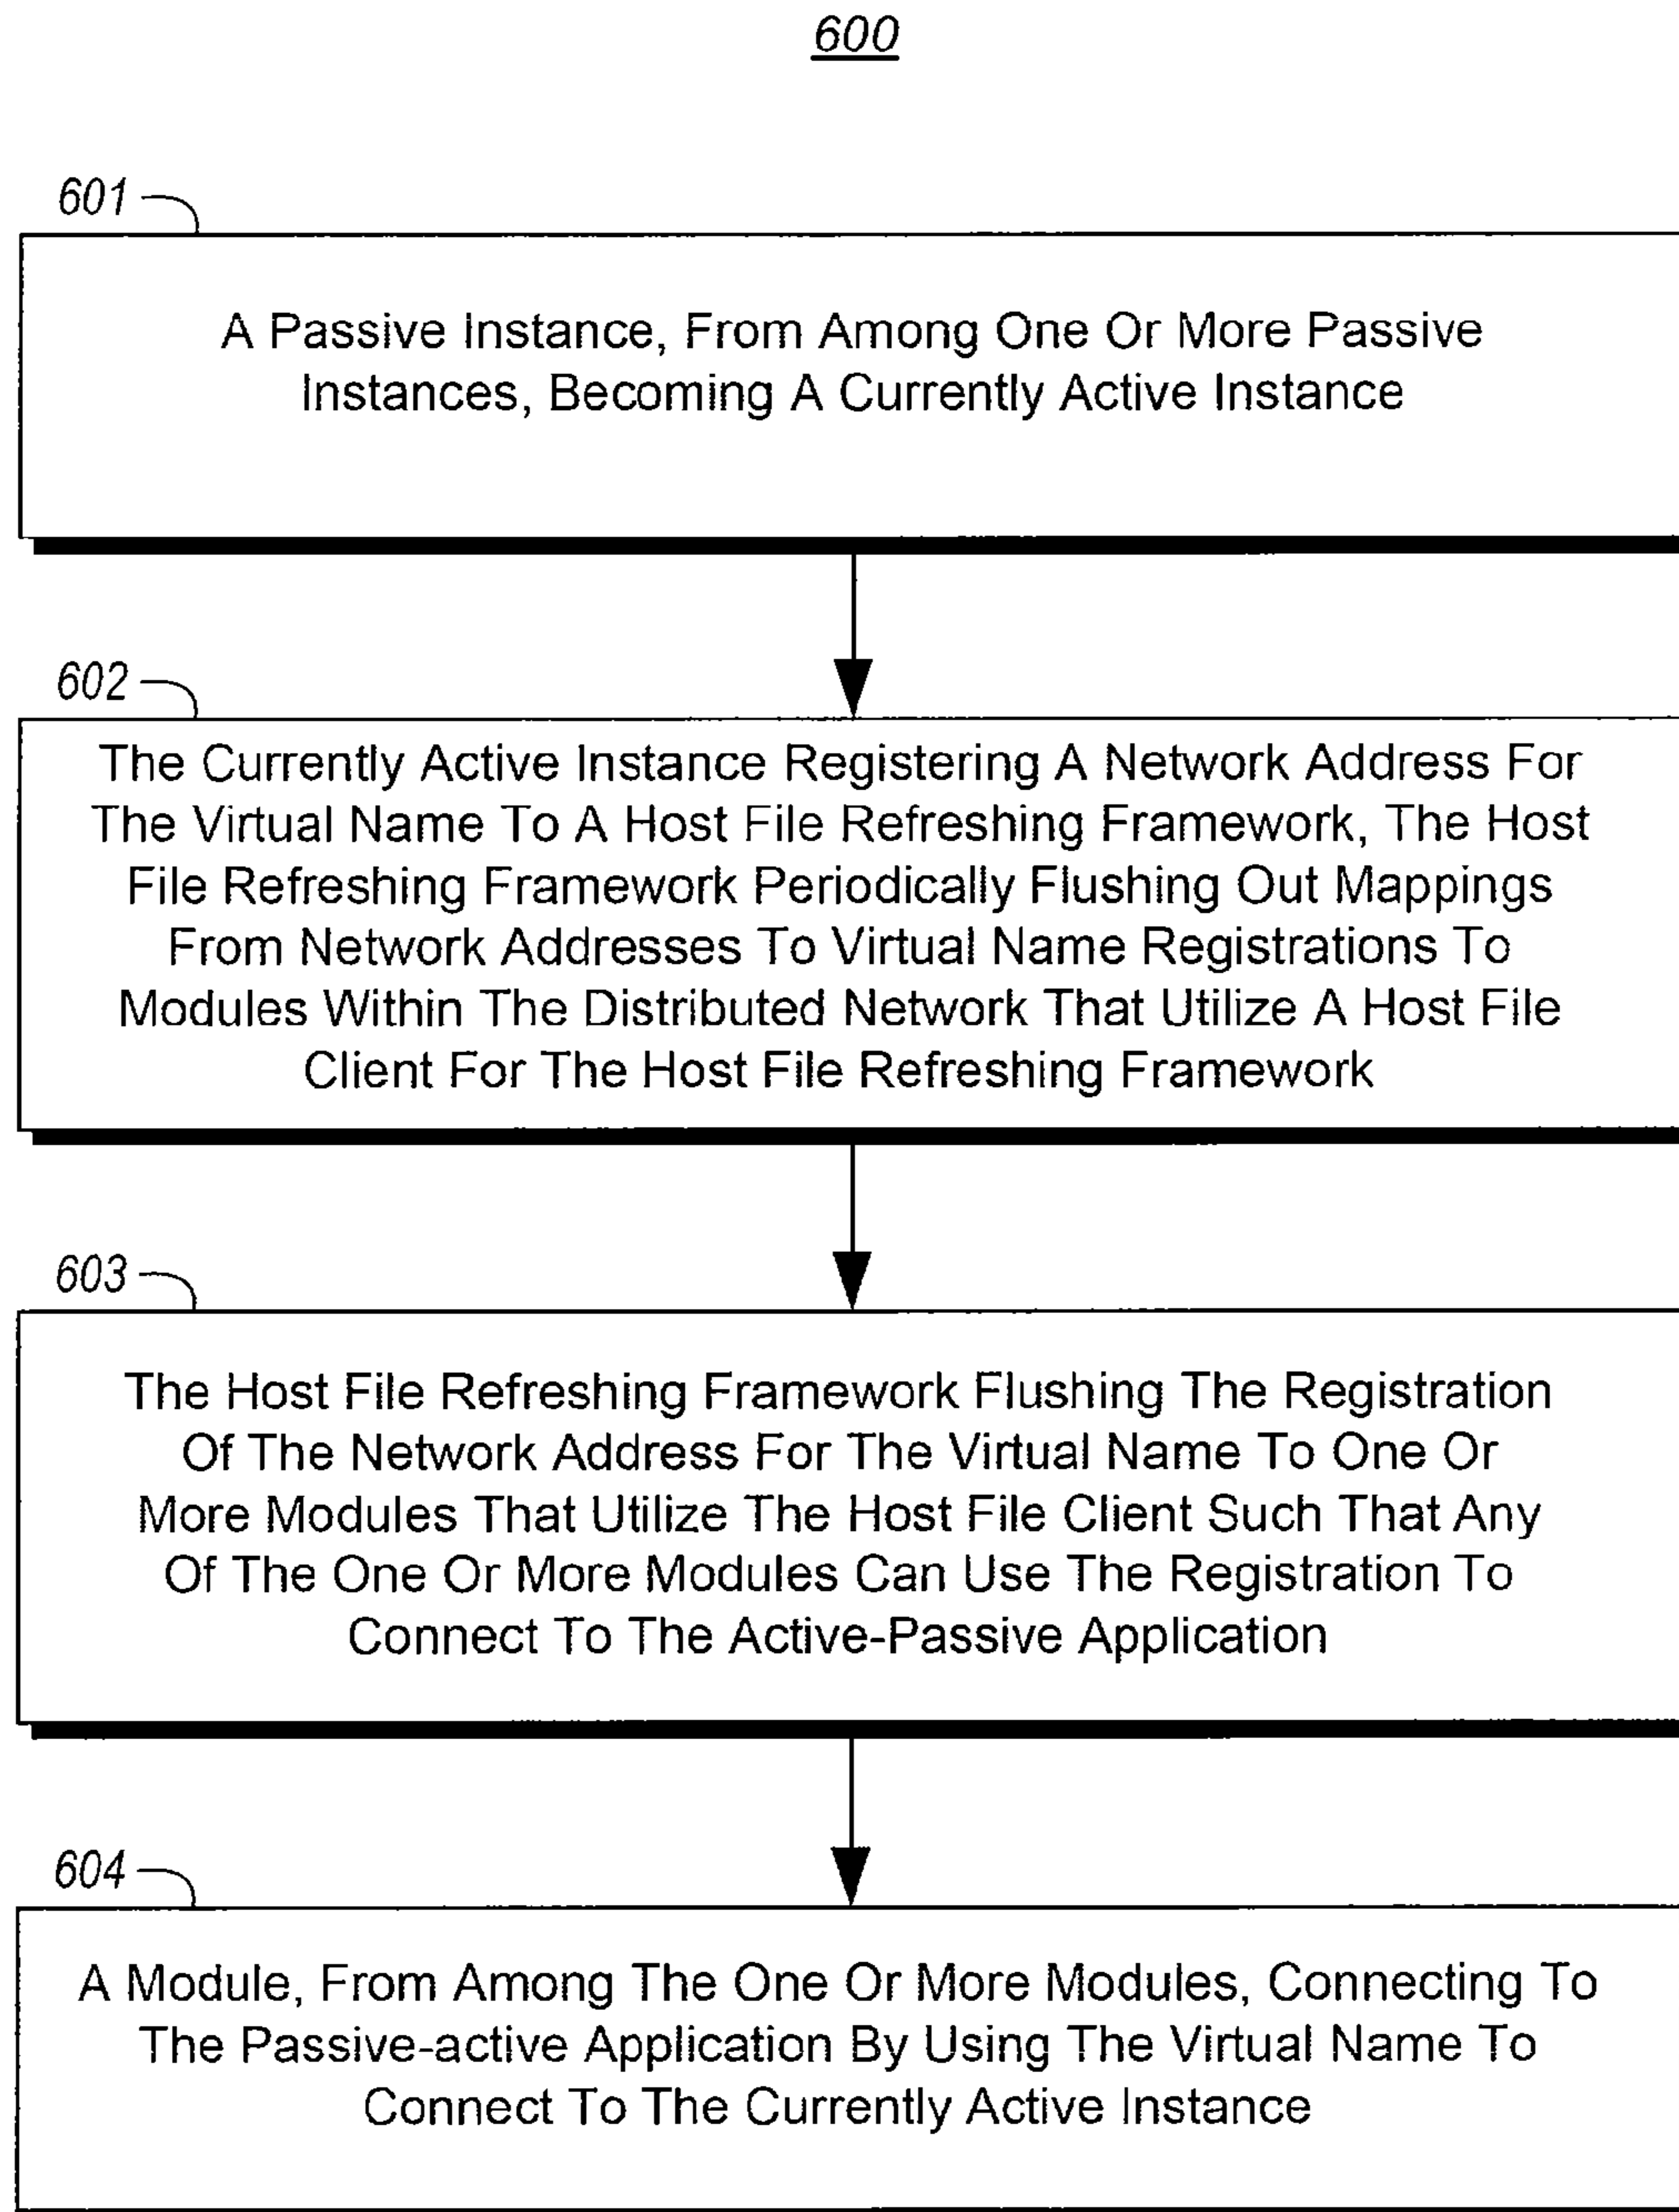 600
601
A Passive Instance, From Among One Or More Passive
Instances, Becoming A Currently Active Instance
602
The Currently Active Instance Registering A Network Address For
The Virtual Name To A Host File Refreshing Framework, The Host
File Refreshing Framework Periodically Flushing Out Mappings
From Network Addresses To Virtual Name Registrations To
Modules Within The Distributed Network That Utilize A Host File
Client For The Host File Refreshing Framework
603
The Host File Refreshing Framework Flushing The Registration
Of The Network Address For The Virtual Name To One Or
More Modules That Utilize The Host File Client Such That Any
Of The One Or More Modules Can Use The Registration To
Connect To The Active-Passive Application
604
A Module, From Among The One Or More Modules, Connecting To
The Passive-active Application By Using The Virtual Name To
Connect To The Currently Active Instance